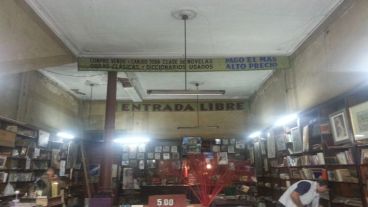 COMPRO VENDO Y CANJEO TODA CLASE DE NOVELAS
OBRAS CLASICAS Y DICCIONARIOS USADOS
PAGO EL MAS
ALTO PRECIO
ENTRADA LIBRE
5.00